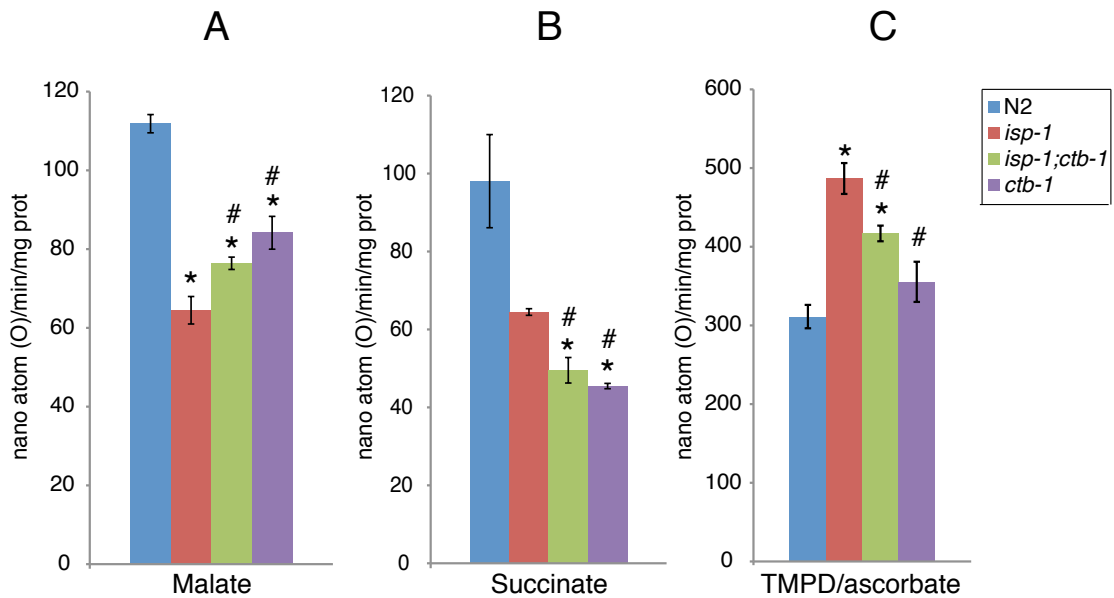 A
B
C
120
100
80
60
40
20
0
nano atom (O)/min/mg prot
#
*
#
*
*
Malate
120
100
80
60
40
20
0
nano atom (O)/min/mg prot
#
*
#
*
Succinate
600
500
400
300
200
100
0
nano atom (O)/min/mg prot
*
#
*
#
TMPD/ascorbate
N2
isp-1
isp-1;ctb-1
ctb-1